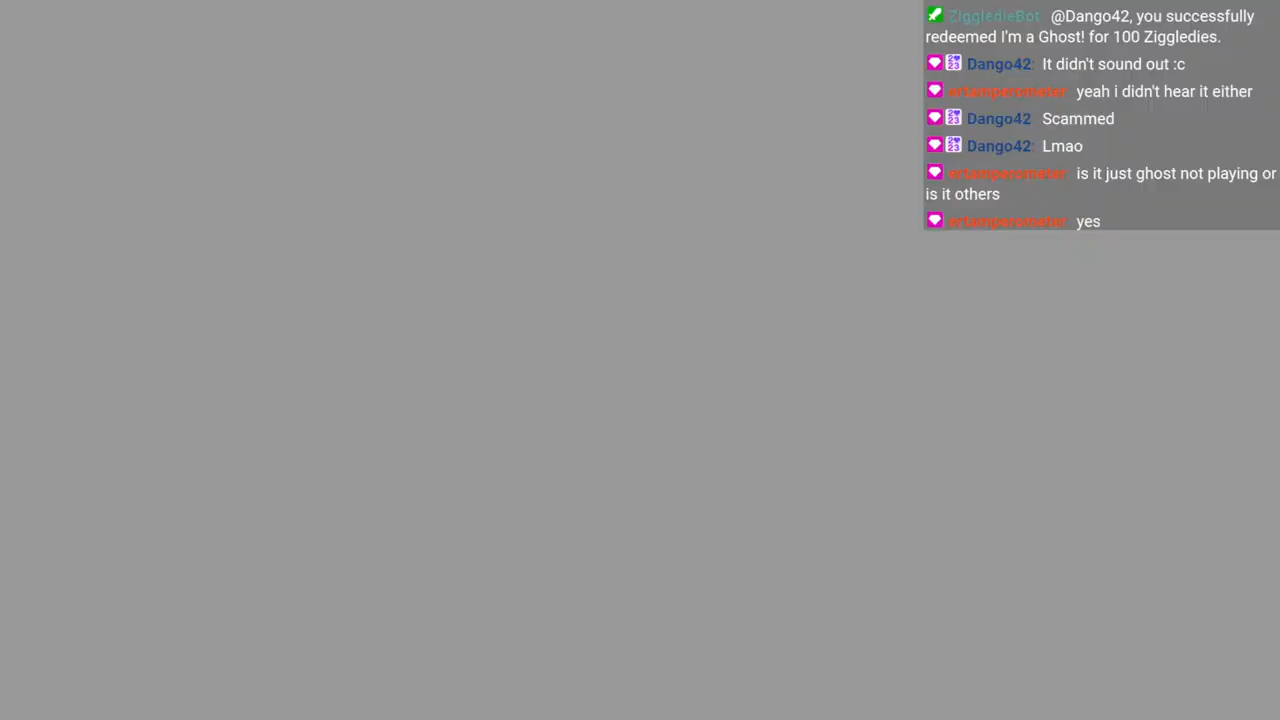 ZiggledieBot @Dango42, you successfully
redeemed I'm a Ghost! for 100 Ziggledies.
Dango42: It didn't sound out :c
yeah i didn't hear it either
Dango42 Scammed
Dango42: Lmao
is it just ghost not playing or
is it others
yes